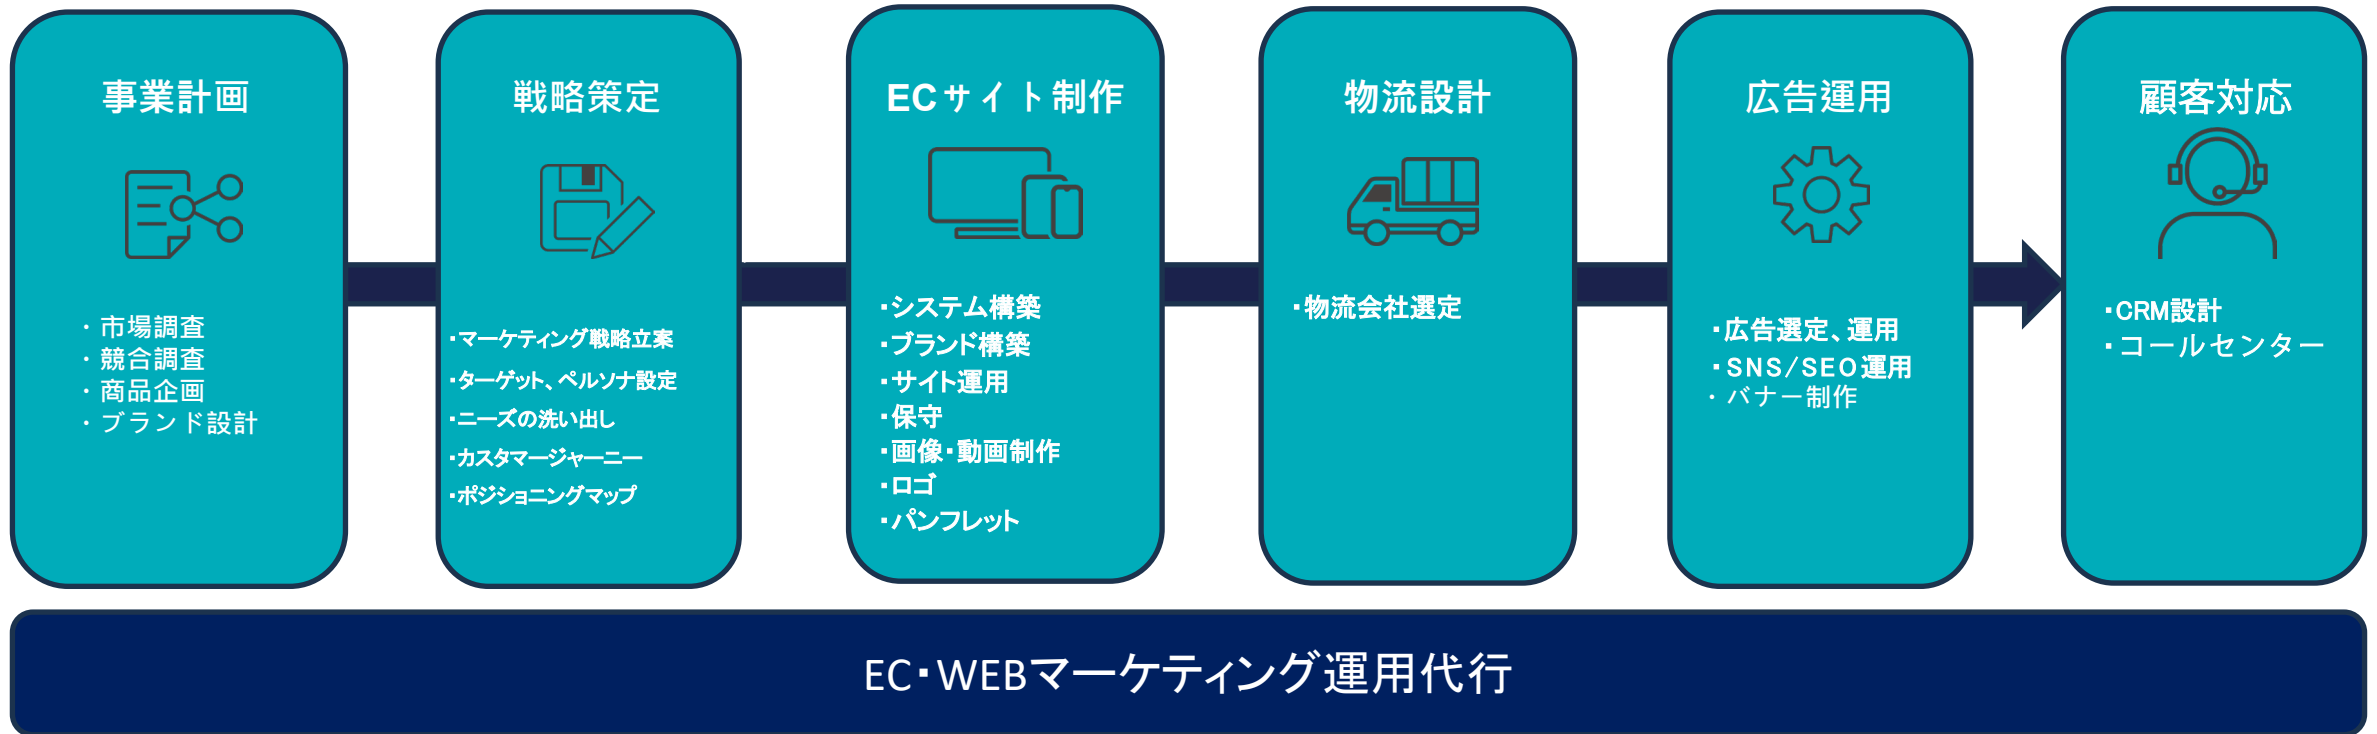 事業計画
・市場調査
・競合調査
・商品企画
・ブランド設計
戦略策定
・マーケティング戦略立案
・ターゲット、ペルソナ設定
・ニーズの洗い出し
・カスタマージャーニー
・ポジショニングマップ
ECサイト制作
・システム構築
・ブランド構築
・サイト運用
・保守
・画像・動画制作
・ロゴ
・パンフレット
物流設計
・物流会社選定
広告運用
・広告選定、運用
・SNS/SEO運用
・バナー制作
顧客対応
・CRM設計
・コールセンター
EC・WEBマーケティング運用代行